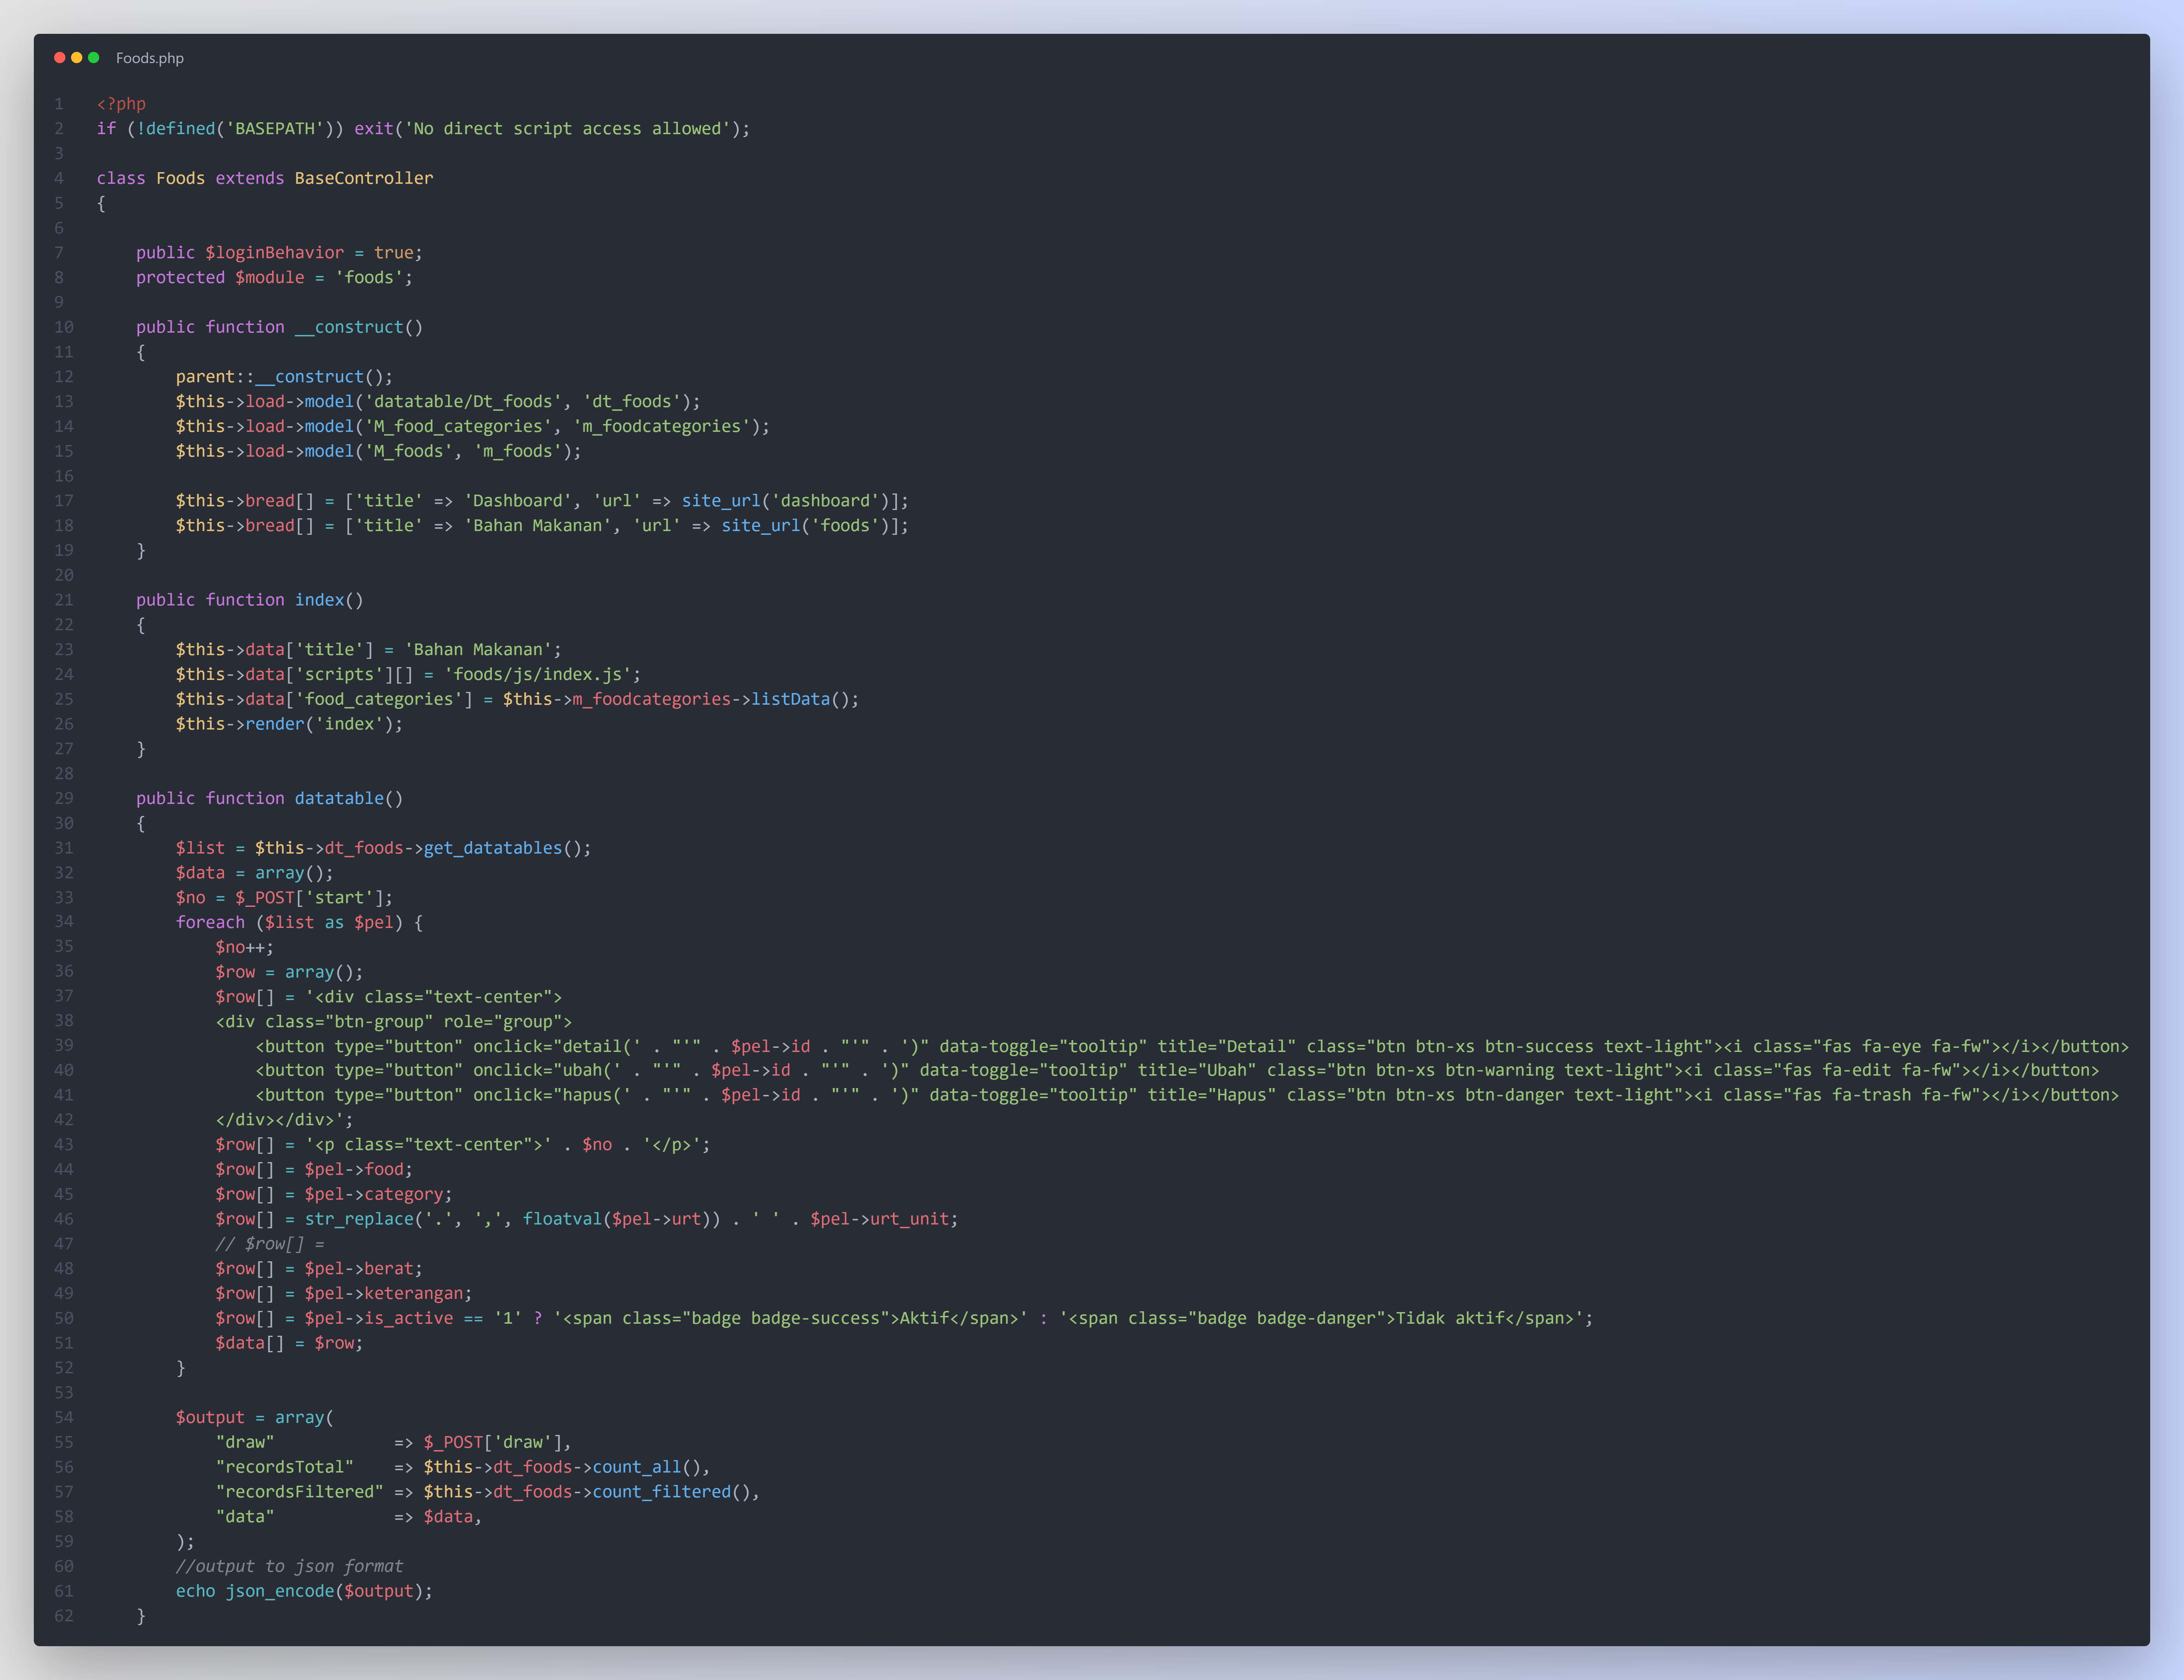 Foods.php
1 <?php
2 if (!defined('BASEPATH')) exit('No direct script access allowed');
3
4 class Foods extends BaseController
5 {
6
7     public $loginBehavior = true;
8     protected $module = 'foods';
9
10     public function __construct()
11     {
12         parent::__construct();
13         $this->load->model('datatable/Dt_foods', 'dt_foods');
14         $this->load->model('M_food_categories', 'm_foodcategories');
15         $this->load->model('M_foods', 'm_foods');
16
17         $this->bread[] = ['title' => 'Dashboard', 'url' => site_url('dashboard')];
18         $this->bread[] = ['title' => 'Bahan Makanan', 'url' => site_url('foods')];
19     }
20
21     public function index()
22     {
23         $this->data['title'] = 'Bahan Makanan';
24         $this->data['scripts'][] = 'foods/js/index.js';
25         $this->data['food_categories'] = $this->m_foodcategories->listData();
26         $this->render('index');
27     }
28
29     public function datatable()
30     {
31         $list = $this->dt_foods->get_datatables();
32         $data = array();
33         $no = $_POST['start'];
34         foreach ($list as $pel) {
35             $no++;
36             $row = array();
37             $row[] = '<div class="text-center">
38             <div class="btn-group" role="group">
39                 <button type="button" onclick="detail(' . "'" . $pel->id . "'" . ')" data-toggle="tooltip" title="Detail" class="btn btn-xs btn-success text-light"><i class="fas fa-eye fa-fw"></i></button>
40                 <button type="button" onclick="ubah(' . "'" . $pel->id . "'" . ')" data-toggle="tooltip" title="Ubah" class="btn btn-xs btn-warning text-light"><i class="fas fa-edit fa-fw"></i></button>
41                 <button type="button" onclick="hapus(' . "'" . $pel->id . "'" . ')" data-toggle="tooltip" title="Hapus" class="btn btn-xs btn-danger text-light"><i class="fas fa-trash fa-fw"></i></button>
42             </div></div>';
43             $row[] = '<p class="text-center">' . $no . '</p>';
44             $row[] = $pel->food;
45             $row[] = $pel->category;
46             $row[] = str_replace('.', ',', floatval($pel->urt)) . ' ' . $pel->urt_unit;
47             // $row[] =
48             $row[] = $pel->berat;
49             $row[] = $pel->keterangan;
50             $row[] = $pel->is_active == '1' ? '<span class="badge badge-success">Aktif</span>' : '<span class="badge badge-danger">Tidak aktif</span>';
51             $data[] = $row;
52         }
53
54         $output = array(
55             "draw"            => $_POST['draw'],
56             "recordsTotal"    => $this->dt_foods->count_all(),
57             "recordsFiltered" => $this->dt_foods->count_filtered(),
58             "data"            => $data,
59         );
60         //output to json format
61         echo json_encode($output);
62     }